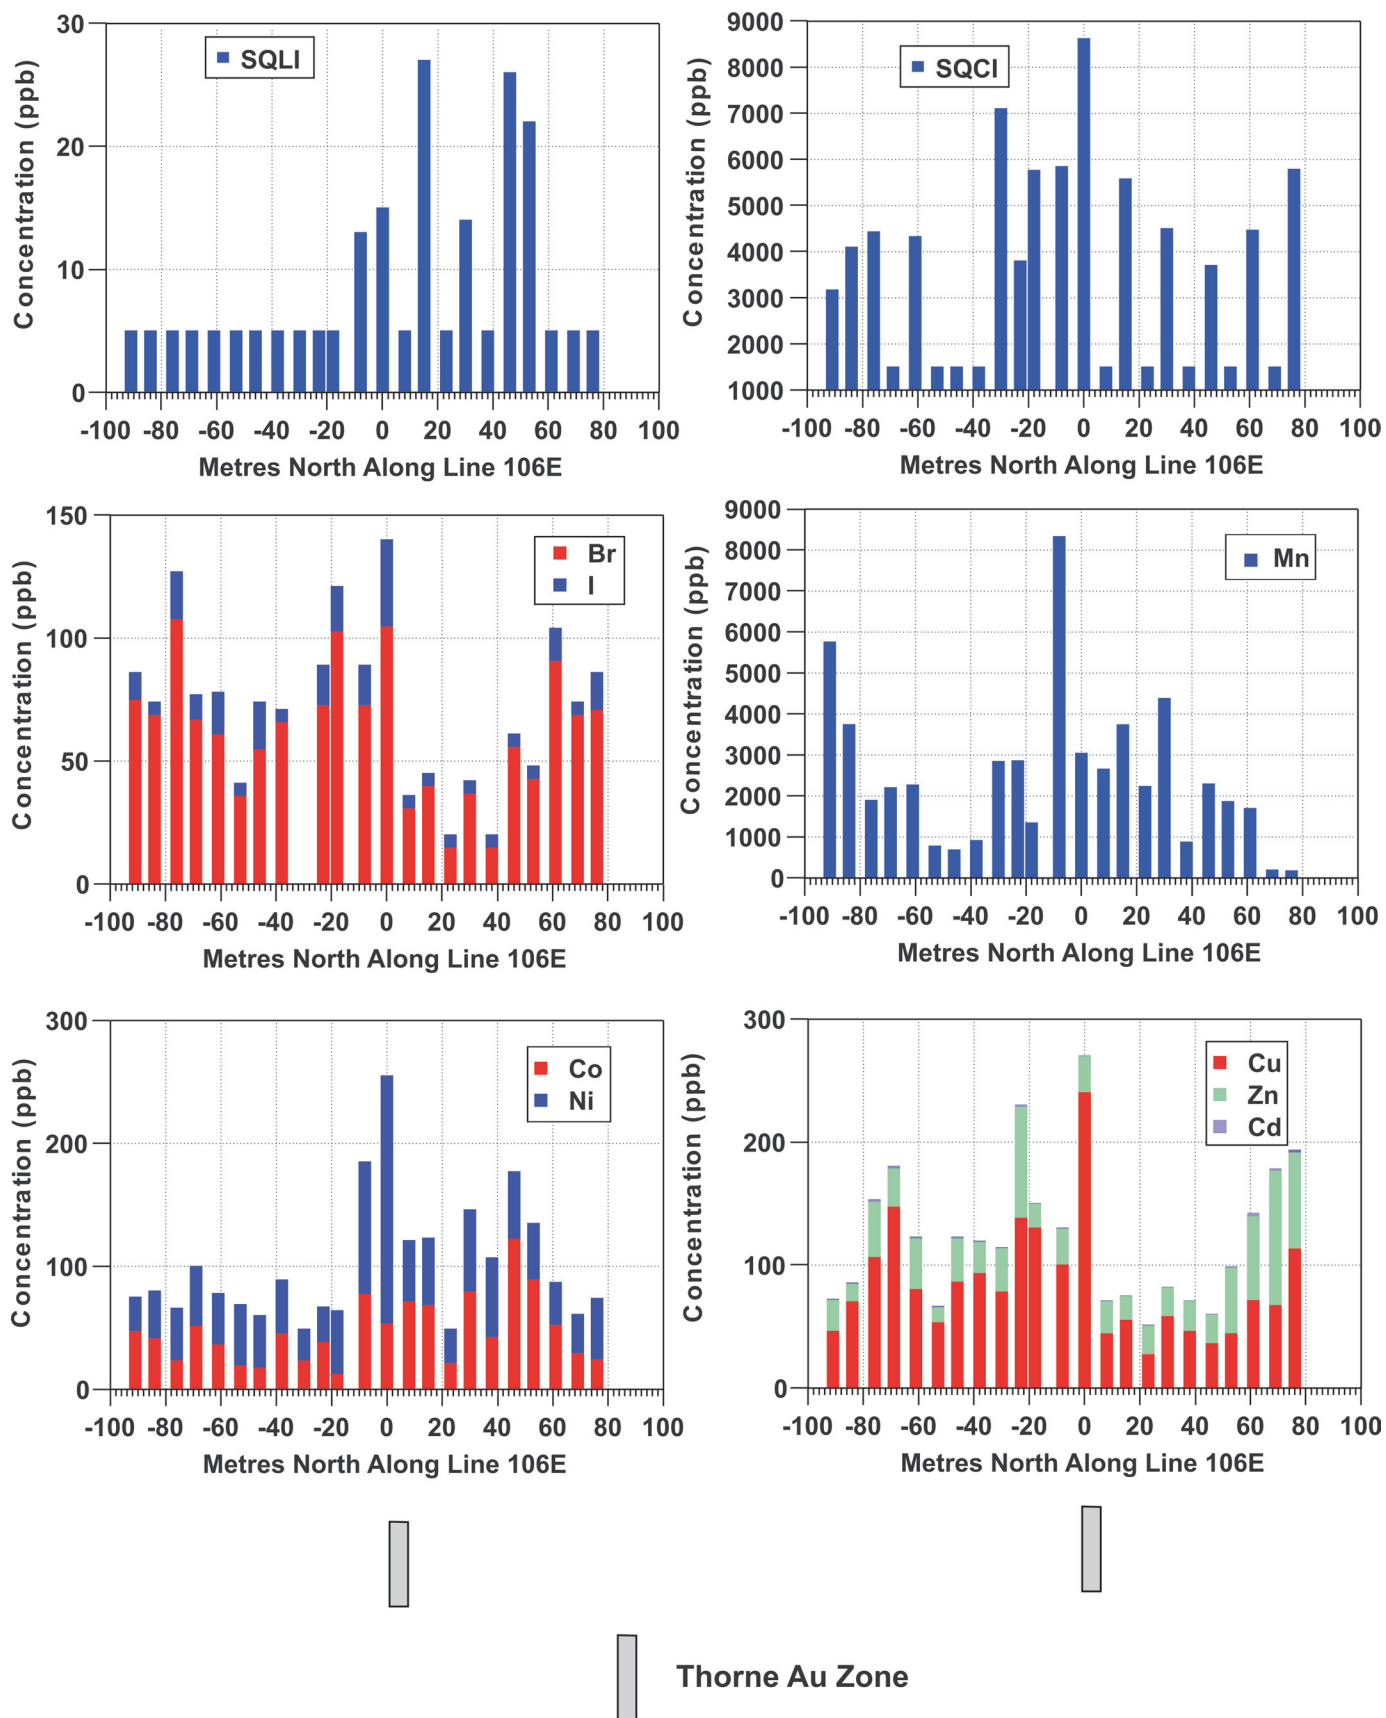 SQLI
Concentration (ppb)
30
20
10
0
-100 -80 -60 -40 -20 0 20 40 60 80 100
Metres North Along Line 106E
SQCI
Concentration (ppb)
9000
8000
7000
6000
5000
4000
3000
2000
1000
-100 -80 -60 -40 -20 0 20 40 60 80 100
Metres North Along Line 106E
Br
I
Concentration (ppb)
150
100
50
0
-100 -80 -60 -40 -20 0 20 40 60 80 100
Metres North Along Line 106E
Mn
Concentration (ppb)
9000
8000
7000
6000
5000
4000
3000
2000
1000
0
-100 -80 -60 -40 -20 0 20 40 60 80 100
Metres North Along Line 106E
Co
Ni
Concentration (ppb)
300
200
100
0
-100 -80 -60 -40 -20 0 20 40 60 80 100
Metres North Along Line 106E
Cu
Zn
Cd
Concentration (ppb)
300
200
100
0
-100 -80 -60 -40 -20 0 20 40 60 80 100
Metres North Along Line 106E
Thorne Au Zone